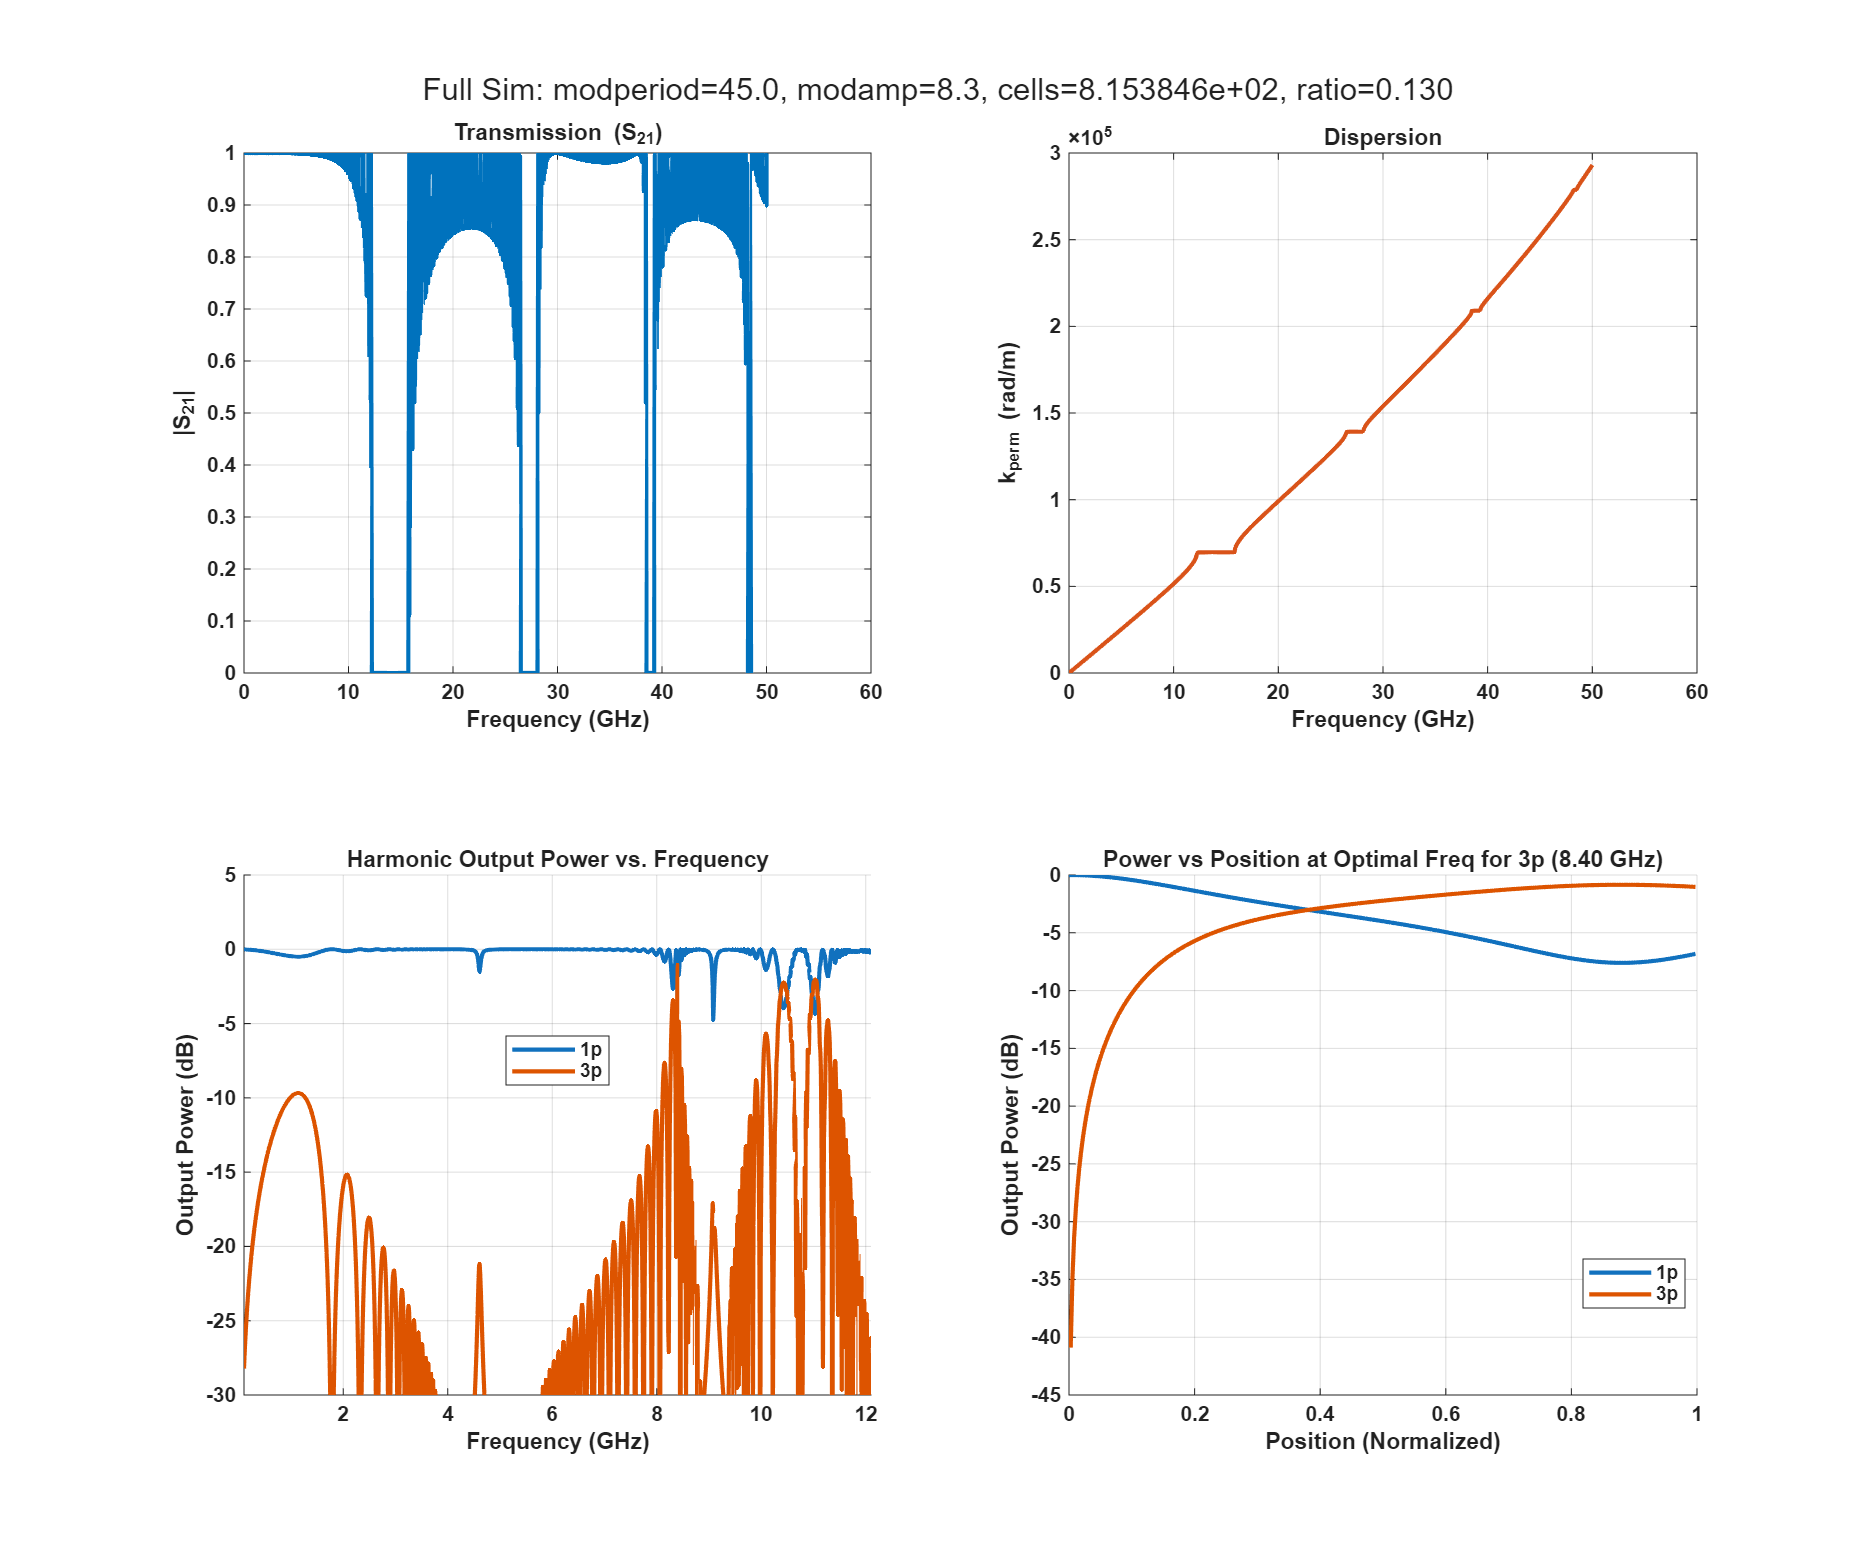 Full Sim: modperiod=45.0, modamp=8.3, cells=8.153846e+02, ratio=0.130
Transmission (S21)
1
0.9
0.8
0.7
0.6
0.5
0.4
0.3
0.2
0.1
0
|S21|
0 10 20 30 40 50 60
Frequency (GHz)
×10^5
Dispersion
3
2.5
2
1.5
1
0.5
0
kperm (rad/m)
0 10 20 30 40 50 60
Frequency (GHz)
Harmonic Output Power vs. Frequency
5
0
-5
-10
-15
-20
-25
-30
Output Power (dB)
1p
3p
2 4 6 8 10 12
Frequency (GHz)
Power vs Position at Optimal Freq for 3p (8.40 GHz)
0
-5
-10
-15
-20
-25
-30
-35
-40
-45
Output Power (dB)
1p
3p
0 0.2 0.4 0.6 0.8 1
Position (Normalized)